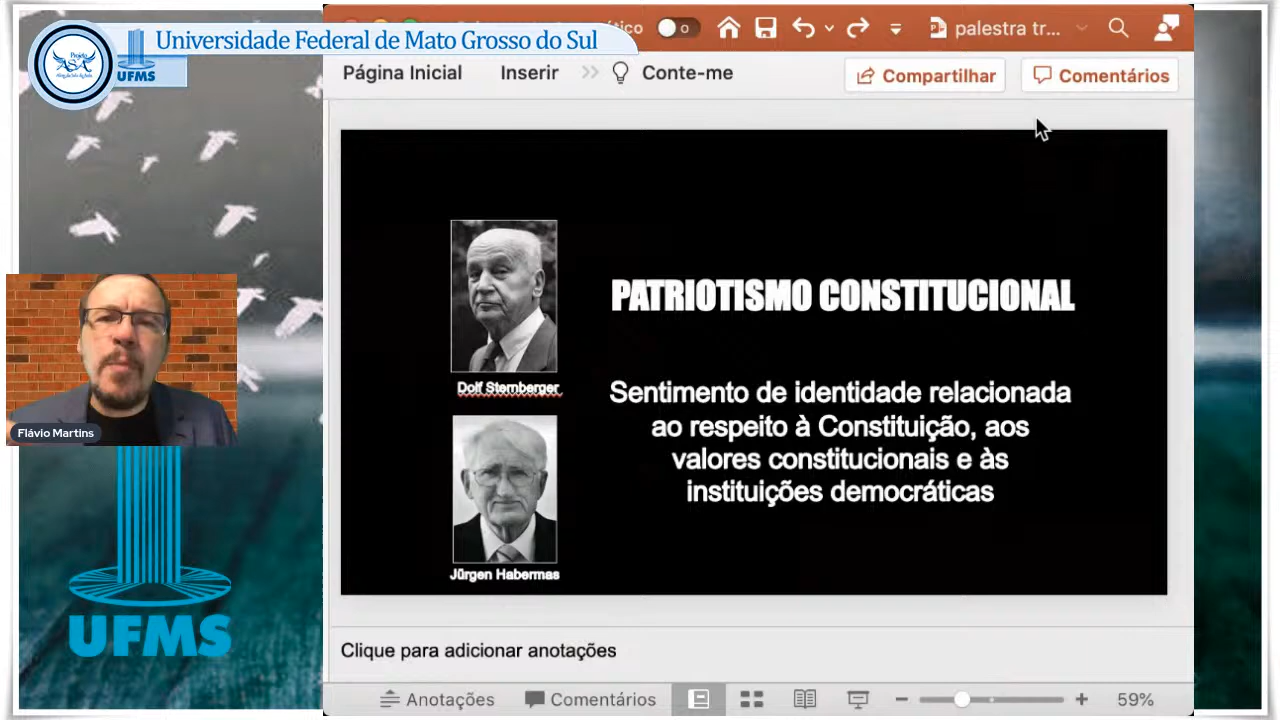 Universidade Federal de Mato Grosso do Sul
Projeto
UFMS
palestra tr...
Página Inicial
Inserir
Conte-me
Compartilhar
Comentários
Dolf Sternberger
PATRIOTISMO CONSTITUCIONAL
Sentimento de identidade relacionada
ao respeito à Constituição, aos
valores constitucionais e às
instituições democráticas
Jürgen Habermas
Flávio Martins
UFMS
Clique para adicionar anotações
Anotações
Comentários
59%